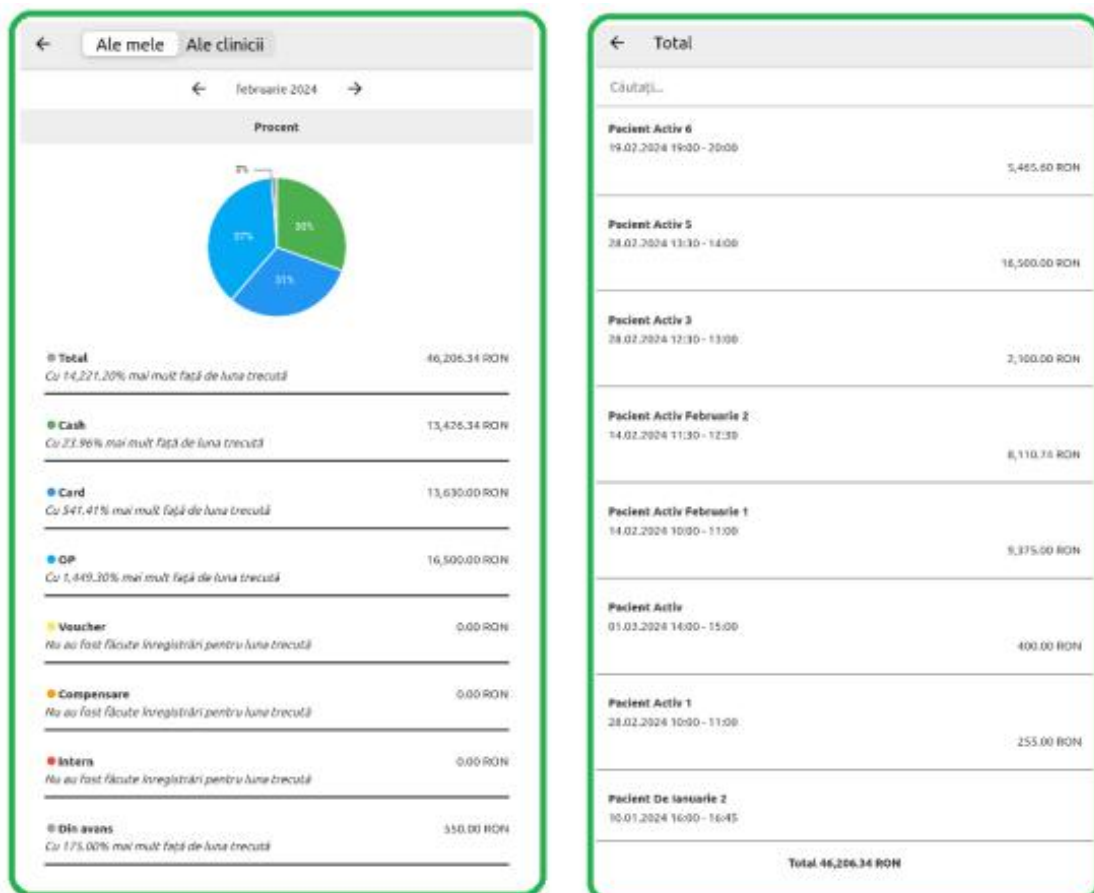 Ale mele Ale clinicii
februarie 2024
Procent
0%
30%
37%
31%
Total 46,206.34 RON
Cu 14,221.20% mai mult față de luna trecută
Cash 13,426.34 RON
Cu 23.96% mai mult față de luna trecută
Card 13,630.00 RON
Cu 541.41% mai mult față de luna trecută
OP 16,500.00 RON
Cu 1,449.30% mai mult față de luna trecută
Voucher 0.00 RON
Nu au fost făcute înregistrări pentru luna trecută
Compensare 0.00 RON
Nu au fost făcute înregistrări pentru luna trecută
Intern 0.00 RON
Nu au fost făcute înregistrări pentru luna trecută
Din avans 550.00 RON
Cu 175.00% mai mult față de luna trecută
Total
Căutați...
Pacient Activ 6
19.02.2024 19:00 - 20:00
5,465.60 RON
Pacient Activ 5
28.02.2024 13:30 - 14:00
16,500.00 RON
Pacient Activ 3
28.02.2024 12:30 - 13:00
2,100.00 RON
Pacient Activ Februarie 2
14.02.2024 11:30 - 12:30
8,110.74 RON
Pacient Activ Februarie 1
14.02.2024 10:00 - 11:00
9,375.00 RON
Pacient Activ
01.03.2024 14:00 - 15:00
400.00 RON
Pacient Activ 1
28.02.2024 10:00 - 11:00
255.00 RON
Pacient De Ianuarie 2
10.01.2024 16:00 - 16:45
Total 46,206.34 RON